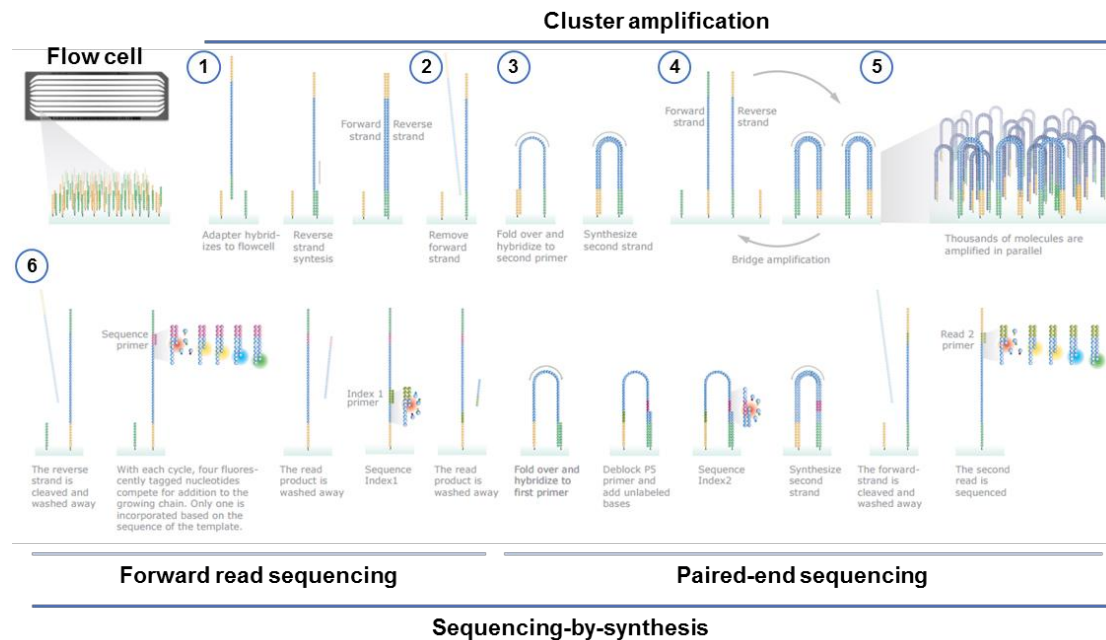 Cluster amplification
Flow cell
1
2
3
4
5
Forward
strand
Reverse
strand
Forward
strand
Reverse
strand
Adapter hybrid-
izes to flowcell
Reverse
strand
syntesis
Remove
forward
strand
Fold over and
hybridize to
second primer
Synthesize
second strand
Bridge amplification
Thousands of molecules are
amplified in parallel
6
Sequence
primer
Index 1
primer
Read 2
primer
The reverse
strand is
cleaved and
washed away
With each cycle, four fluores-
cently tagged nucleotides
compete for addition to the
growing chain. Only one is
incorporated based on the
sequence of the template.
The read
product is
washed away
Sequence
Index1
The read
product is
washed away
Fold over and
hybridize to
first primer
Deblock P5
primer and
add unlabeled
bases
Sequence
Index2
Synthesize
second
strand
The forward-
strand is
cleaved and
washed away
The second
read is
sequenced
Forward read sequencing
Paired-end sequencing
Sequencing-by-synthesis